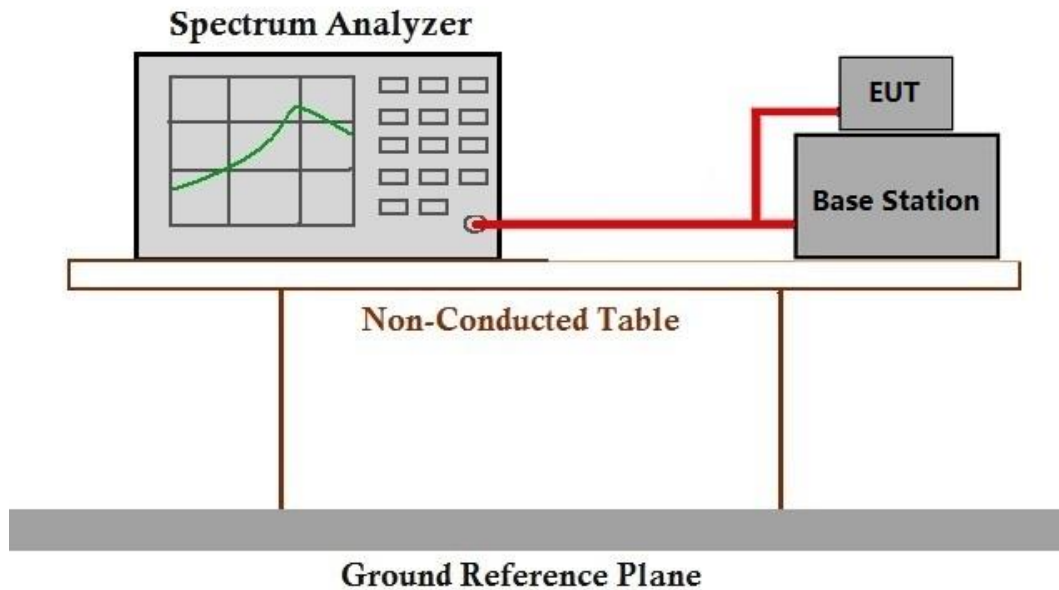 Spectrum Analyzer
EUT
Base Station
Non-Conducted Table
Ground Reference Plane